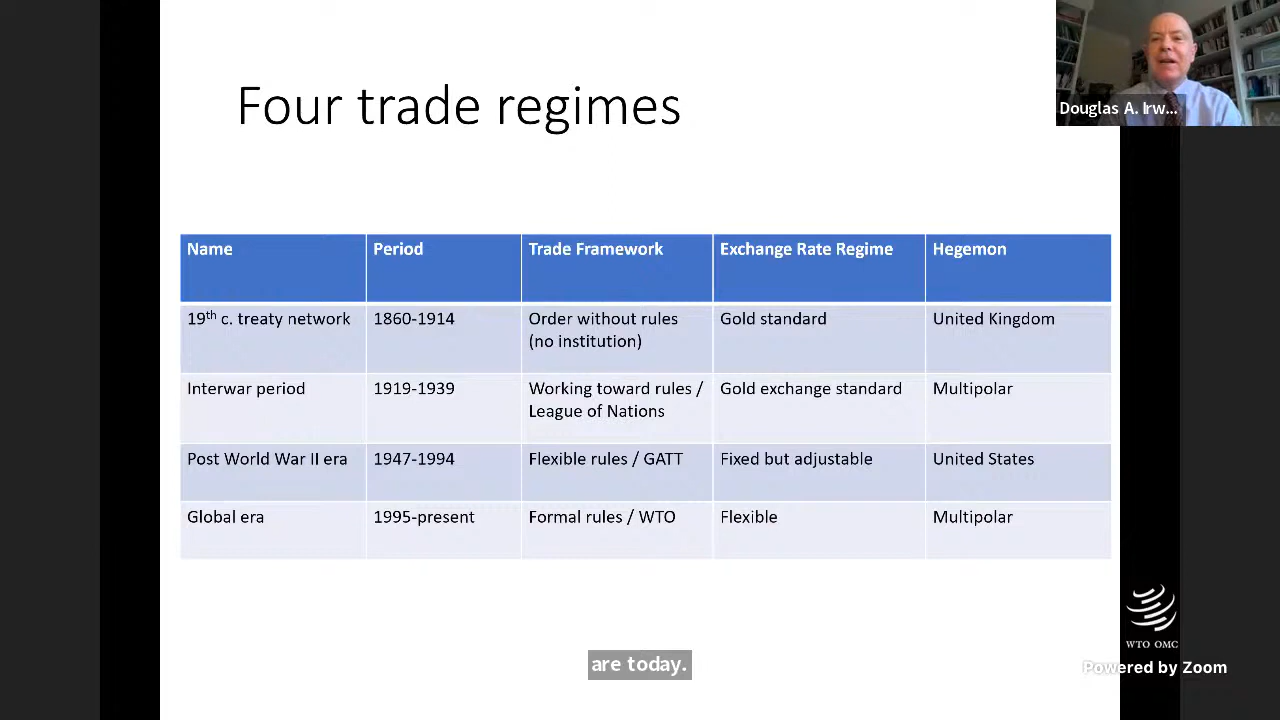 Four trade regimes
Douglas A. Irw...
Name Period Trade Framework Exchange Rate Regime Hegemon
19th c. treaty network 1860-1914 Order without rules Gold standard United Kingdom
(no institution)
Interwar period 1919-1939 Working toward rules / Gold exchange standard Multipolar
League of Nations
Post World War II era 1947-1994 Flexible rules / GATT Fixed but adjustable United States
Global era 1995-present Formal rules / WTO Flexible Multipolar
WTO OMC
are today.
Powered by Zoom